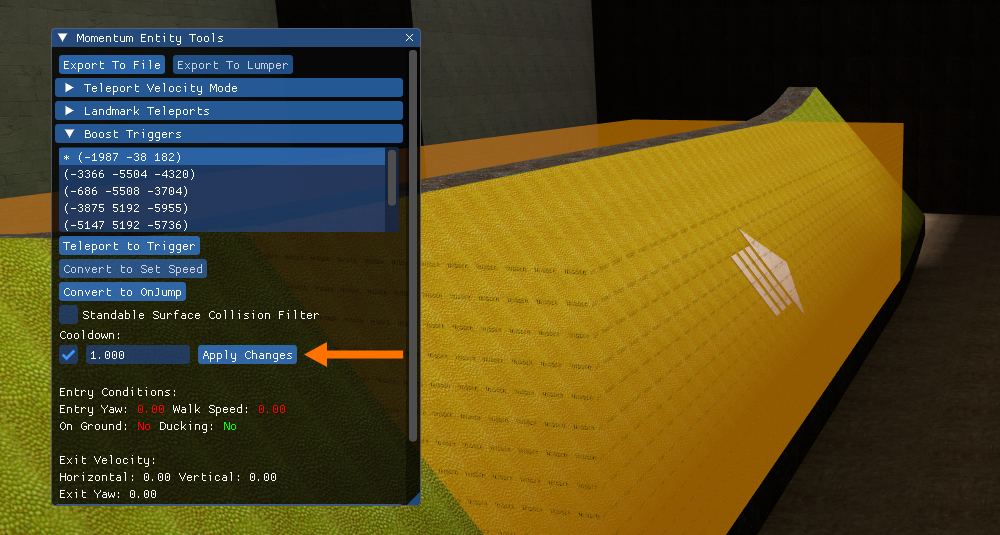 Momentum Entity Tools
Export To File Export To Lumper
Teleport Velocity Mode
Landmark Teleports
Boost Triggers
* (-1987 -38 182)
(-3366 -5504 -4320)
(-686 -5508 -3704)
(-3875 5192 -5955)
(-5147 5192 -5736)
Teleport to Trigger
Convert to Set Speed
Convert to OnJump
Standable Surface Collision Filter
Cooldown:
1.000 Apply Changes
Entry Conditions:
Entry Yaw: 0.00 Walk Speed: 0.00
On Ground: No Ducking: No
Exit Velocity:
Horizontal: 0.00 Vertical: 0.00
Exit Yaw: 0.00